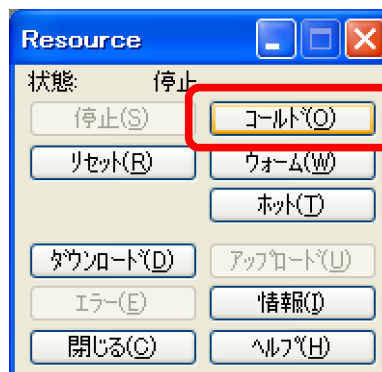 Resource
状態: 停止
停止(S) コールド(O)
リセット(R) ウォーム(W)
ホット(T)
ダウンロード(D) アップロード(U)
エラー(E) 情報(I)
閉じる(C) ヘルプ(H)